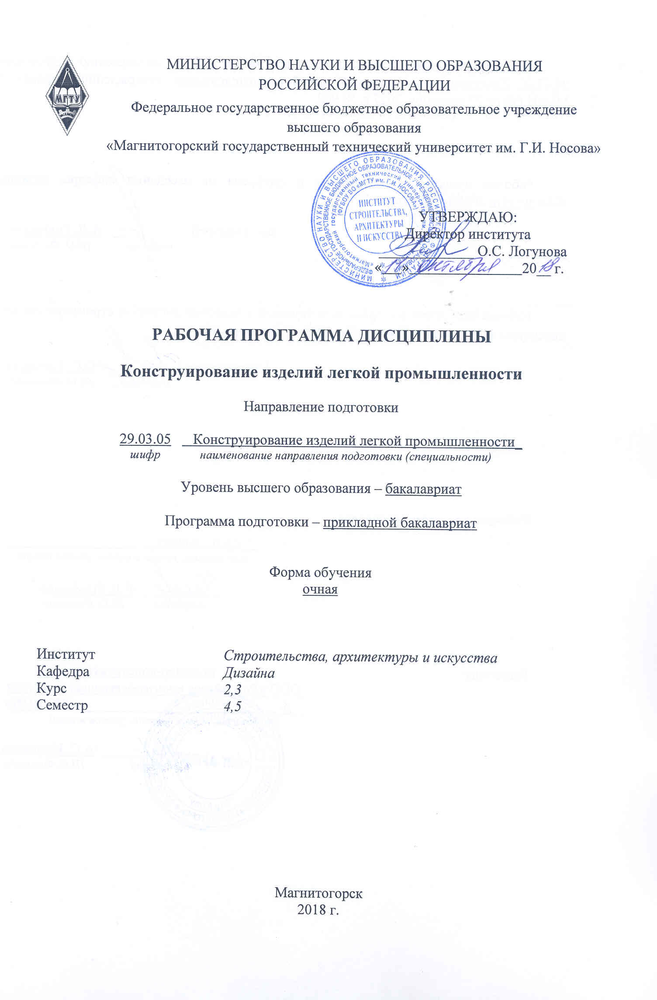 МИНИСТЕРСТВО НАУКИ И ВЫСШЕГО ОБРАЗОВАНИЯ
РОССИЙСКОЙ ФЕДЕРАЦИИ
Федеральное государственное бюджетное образовательное учреждение
высшего образования
«Магнитогорский государственный технический университет им. Г.И. Носова»
МГТУ
МИНИСТЕРСТВО НАУКИ И ВЫСШЕГО ОБРАЗОВАНИЯ РОССИЙСКОЙ ФЕДЕРАЦИИ
ФЕДЕРАЛЬНОЕ ГОСУДАРСТВЕННОЕ БЮДЖЕТНОЕ ОБРАЗОВАТЕЛЬНОЕ УЧРЕЖДЕНИЕ ВЫСШЕГО ОБРАЗОВАНИЯ
«Магнитогорский государственный технический университет им.
(ФГБОУ ВО «МГТУ им. Г.И. НОСОВА»)
ИНСТИТУТ
СТРОИТЕЛЬСТВА,
АРХИТЕКТУРЫ
И ИСКУССТВА
УТВЕРЖДАЮ:
Директор института
О.С. Логунова
«__» октября 2018 г.
РАБОЧАЯ ПРОГРАММА ДИСЦИПЛИНЫ
Конструирование изделий легкой промышленности
Направление подготовки
29.03.05 Конструирование изделий легкой промышленности
шифр наименование направления подготовки (специальности)
Уровень высшего образования – бакалавриат
Программа подготовки – прикладной бакалавриат
Форма обучения
очная
Институт Строительства, архитектуры и искусства
Кафедра Дизайна
Курс 2,3
Семестр 4,5
Магнитогорск
2018 г.